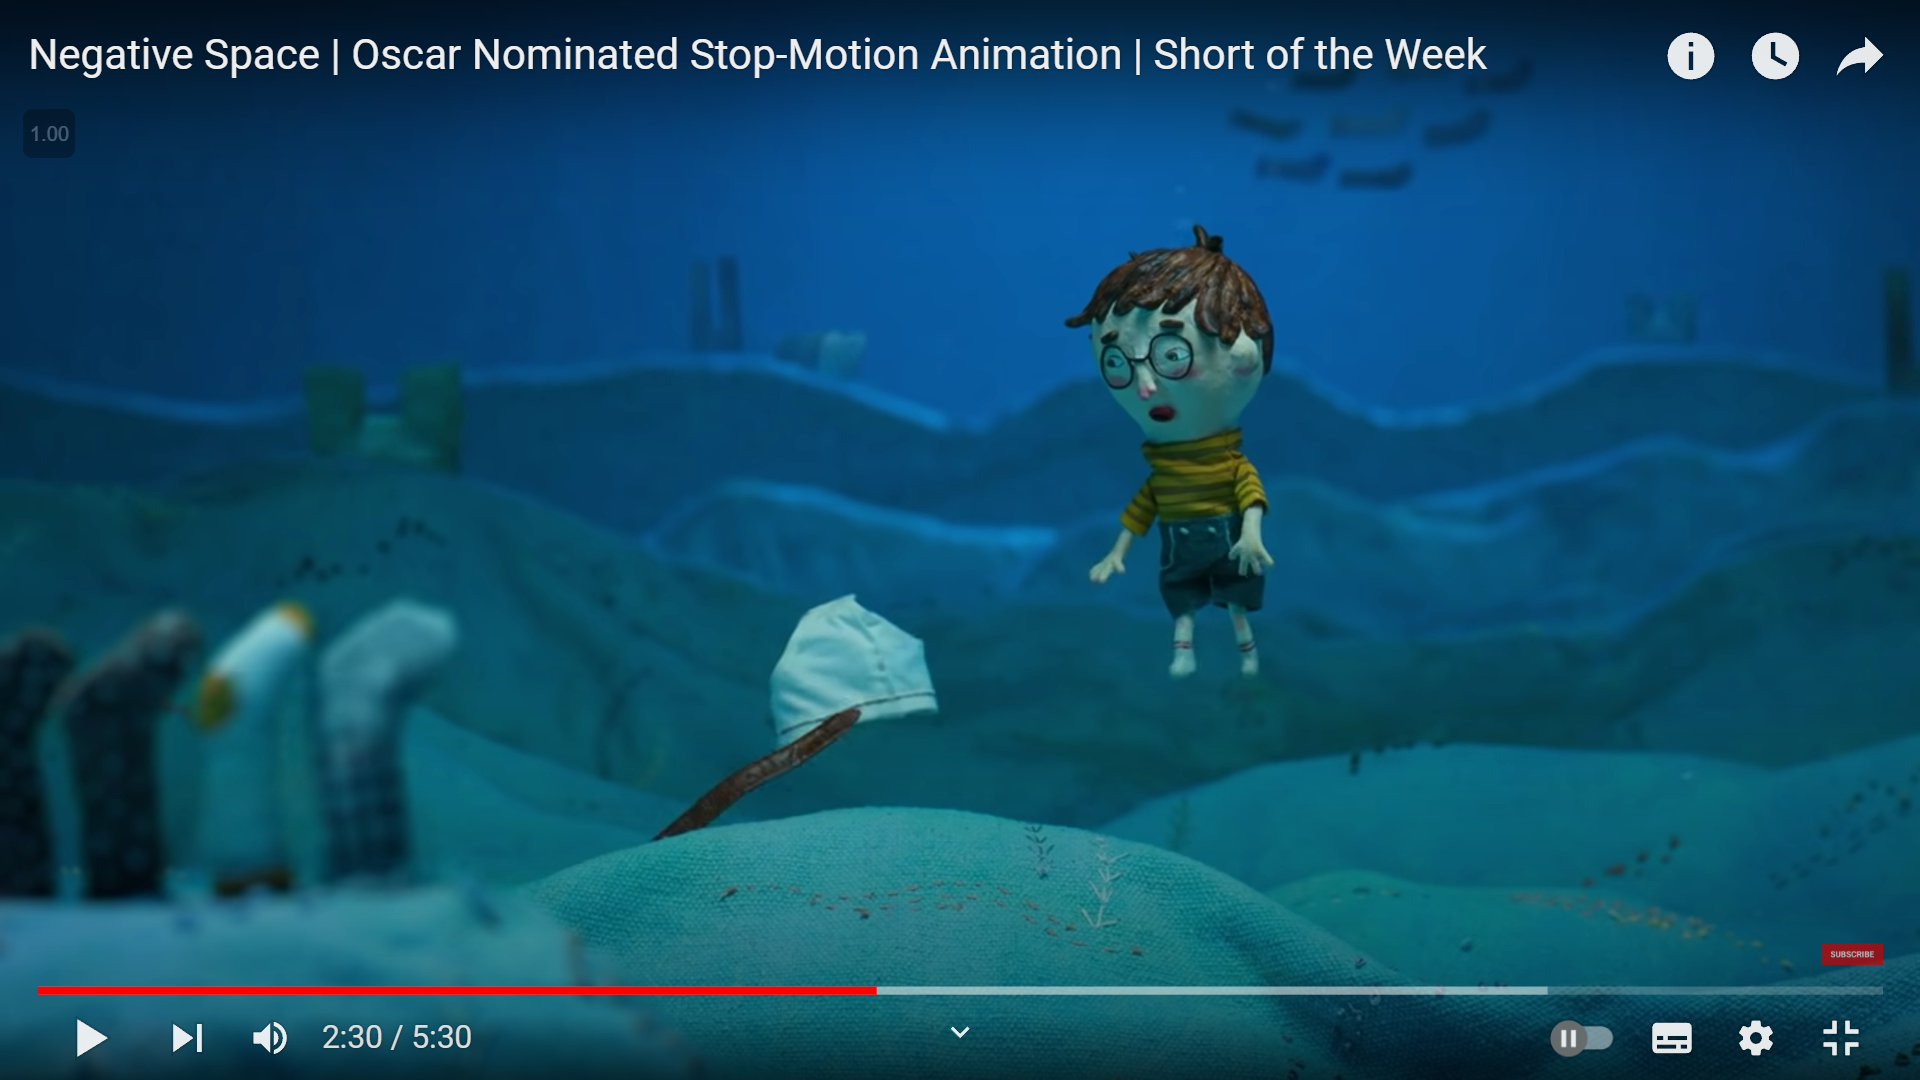 Negative Space | Oscar Nominated Stop-Motion Animation | Short of the Week
1.00
SUBSCRIBE
2:30 / 5:30